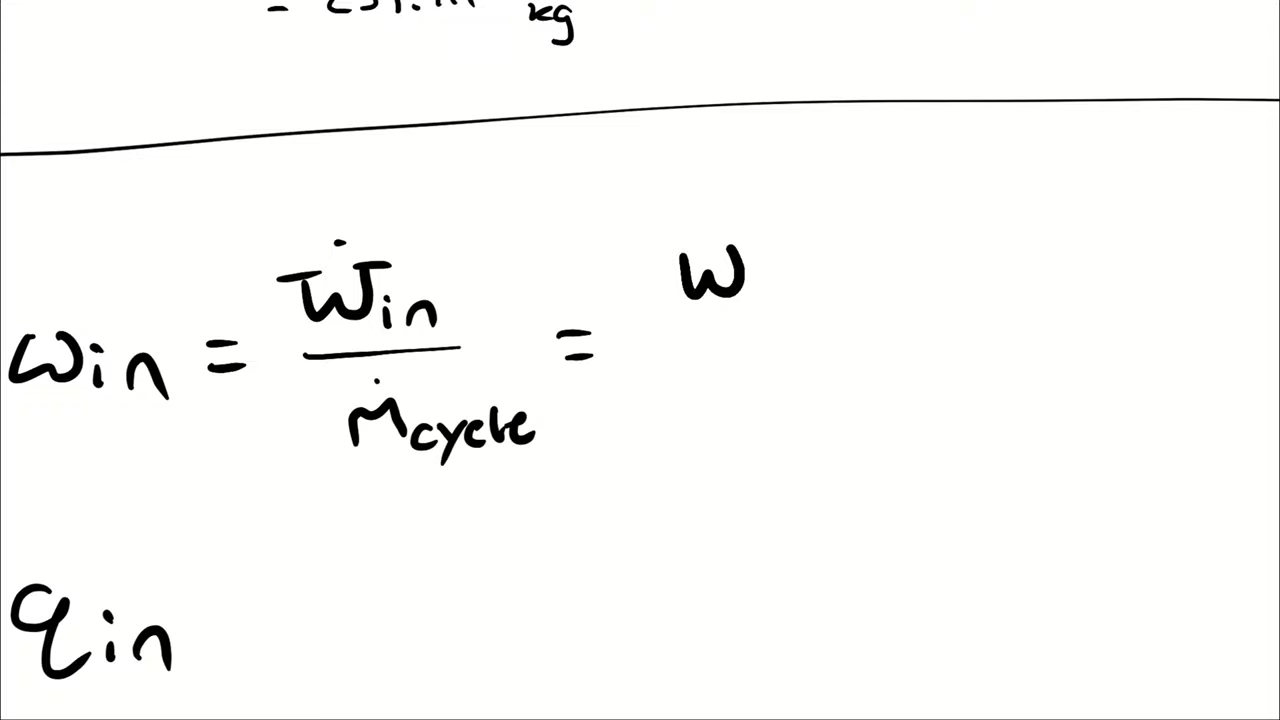 kg
win = Ẇin / ṁcycle = w
qin